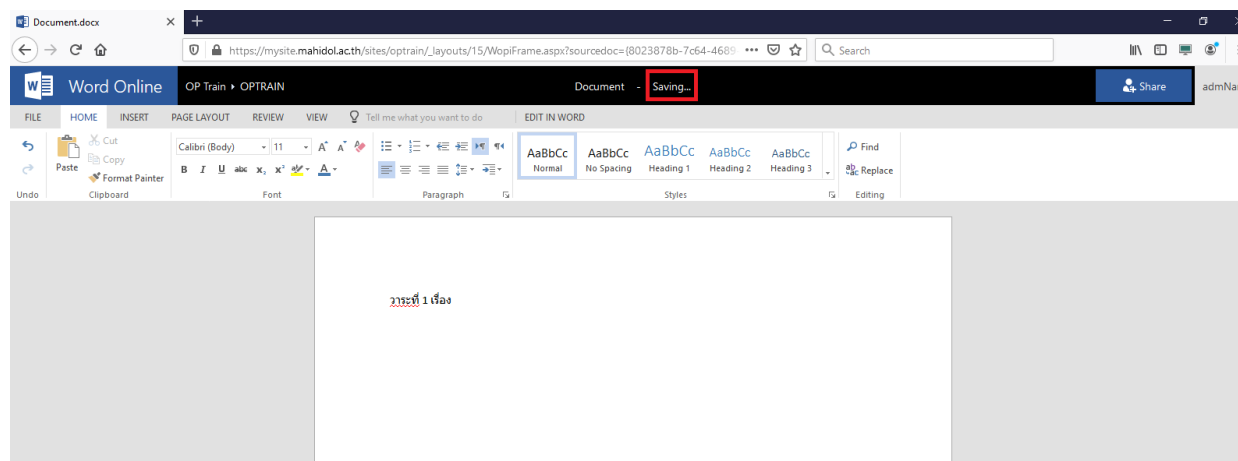 Document.docx
https://mysite.mahidol.ac.th/sites/optrain/_layouts/15/WopiFrame.aspx?sourcedoc={8023878b-7c64-4689 Search
Word Online OP Train OPTRAIN Document - Saving... Share admNa
FILE HOME INSERT PAGE LAYOUT REVIEW VIEW Tell me what you want to do EDIT IN WORD
Cut
Copy
Format Painter
Paste
Undo Clipboard
Calibri (Body) 11
B I U abc x₂ x² A
Font
Paragraph
AaBbCc AaBbCc AaBbCc AaBbCc AaBbCc
Normal No Spacing Heading 1 Heading 2 Heading 3
Styles
Find
Replace
Editing
วาระที่ 1 เรื่อง